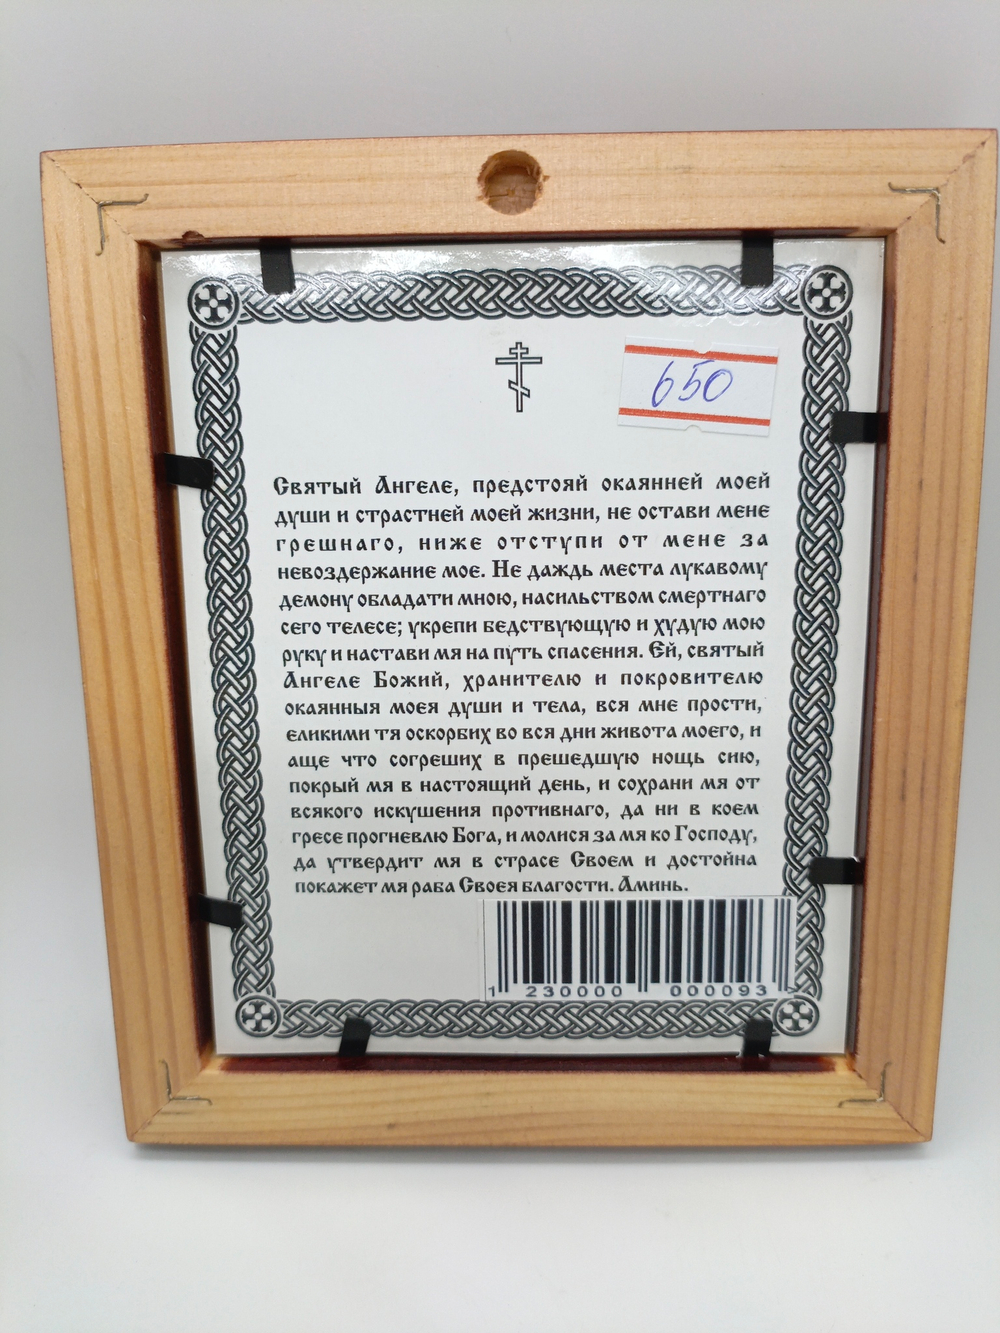 650
Святый Ангеле, предстояй окаянней моей
души и страстней моей жизни, не остави мене
грешнаго, ниже отступи от мене за
невоздержание мое. Не даждь места лукавому
демону обладати мною, насильством смертнаго
сего телесе; укрепи бедствующую и худую мою
руку и настави мя на путь спасения. Ей, святый
Ангеле Божий, хранителю и покровителю
окаянныя моея души и тела, вся мне прости,
еликими тя оскорбих во вся дни живота моего, и
аще что согреших в прешедшую нощь сию,
покрый мя в настоящий день, и сохрани мя от
всякого искушения противнаго, да ни в коем
гресе прогневлю Бога, и молися за мя ко Господу,
да утвердит мя в страсе Своем и достойна
покажет мя раба Своея благости. Аминь.
1 230000 000093